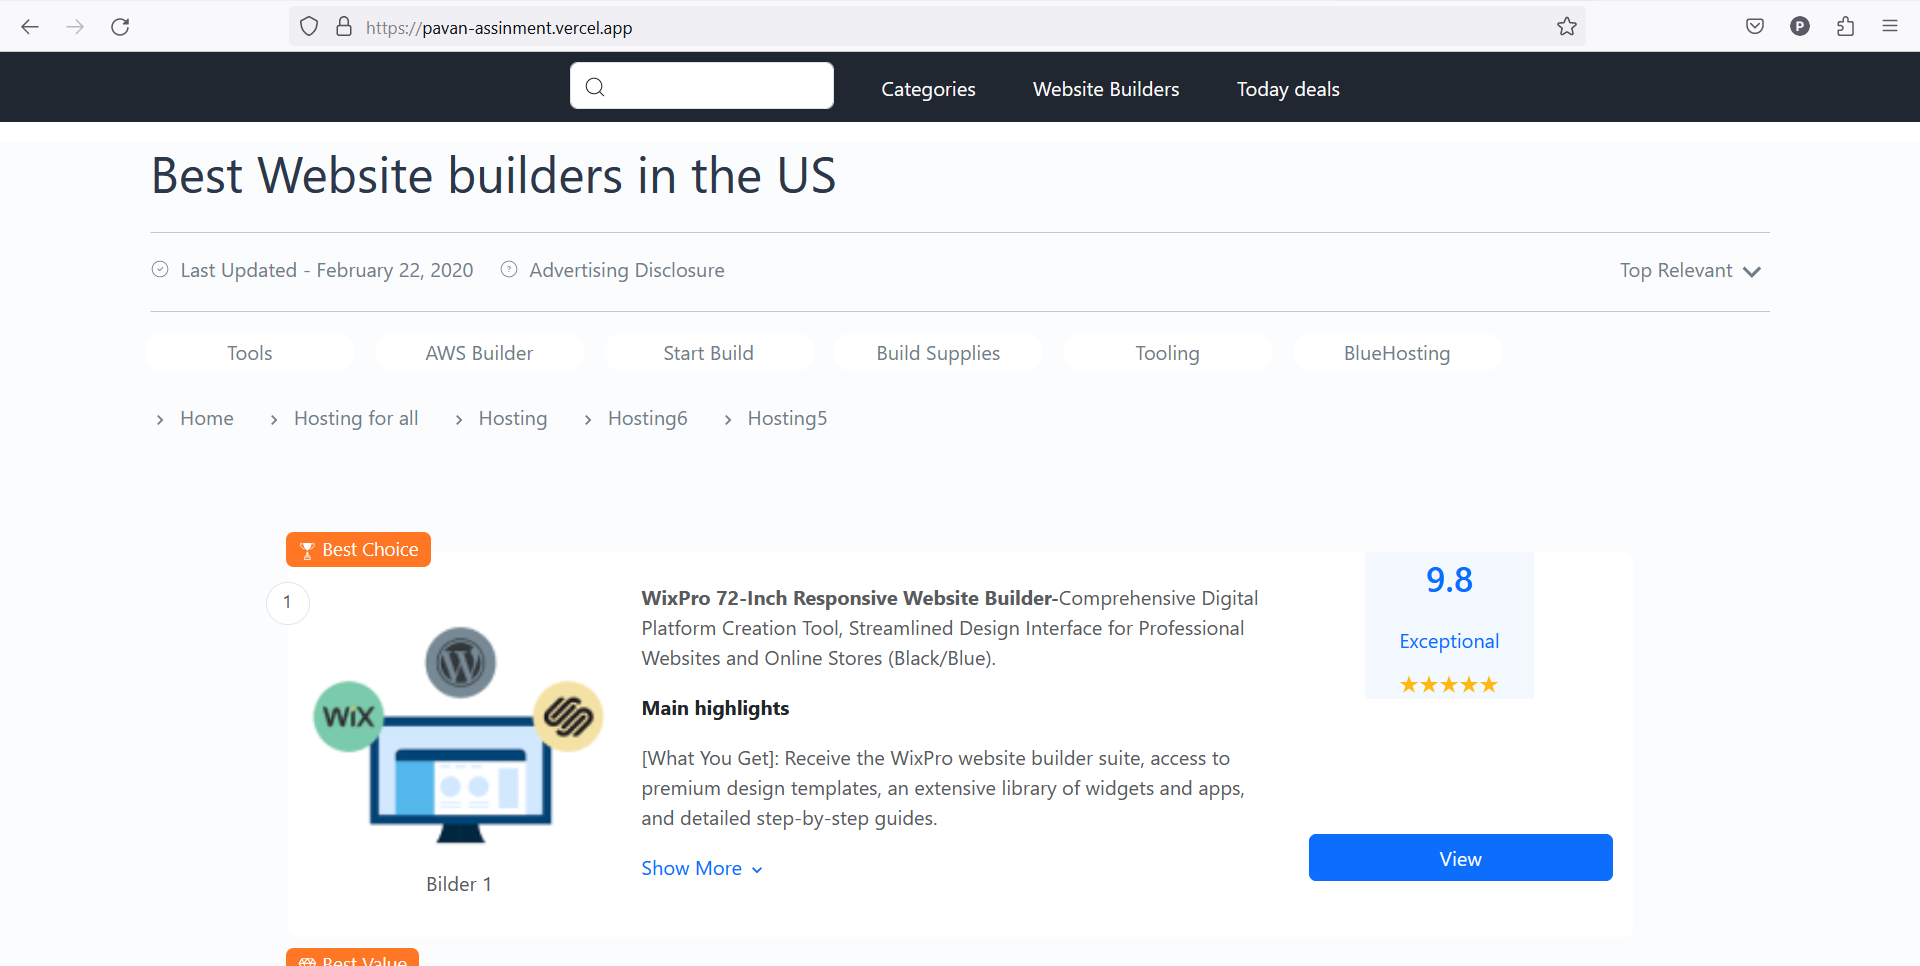 https://pavan-assinment.vercel.app
P
Categories Website Builders Today deals
Best Website builders in the US
Last Updated - February 22, 2020 Advertising Disclosure Top Relevant
Tools AWS Builder Start Build Build Supplies Tooling BlueHosting
Home Hosting for all Hosting Hosting6 Hosting5
Best Choice
1
WIX
W
Bilder 1
WixPro 72-Inch Responsive Website Builder-Comprehensive Digital
Platform Creation Tool, Streamlined Design Interface for Professional
Websites and Online Stores (Black/Blue).
Main highlights
[What You Get]: Receive the WixPro website builder suite, access to
premium design templates, an extensive library of widgets and apps,
and detailed step-by-step guides.
Show More
9.8
Exceptional
View
Best Value